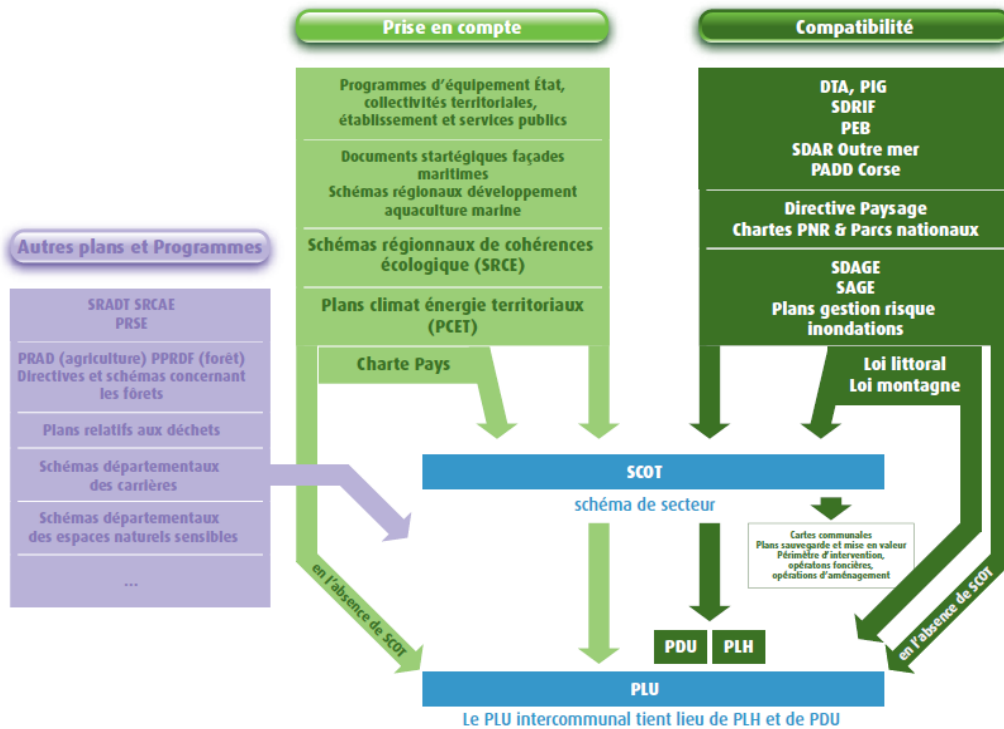 Prise en compte
Compatibilité
Programmes d'équipement État,
collectivités territoriales,
établissement et services publics
Documents startégiques façades
maritimes
Schémas régionaux développement
aquaculture marine
Schémas régionnaux de cohérences
écologique (SRCE)
Plans climat énergie territoriaux
(PCET)
Charte Pays
DTA, PIG
SDRIF
PEB
SDAR Outre mer
PADD Corse
Directive Paysage
Chartes PNR & Parcs nationaux
SDAGE
SAGE
Plans gestion risque
inondations
Loi littoral
Loi montagne
Autres plans et Programmes
SRADT SRCAE
PRSE
PRAD (agriculture) PPRDF (forêt)
Directives et schémas concernant
les fôrets
Plans relatifs aux déchets
Schémas départementaux
des carrières
Schémas départementaux
des espaces naturels sensibles
...
SCOT
schéma de secteur
Cartes communales
Plans sauvegarde et mise en valeur
Périmètre d'intervention,
opératons foncières,
opérations d'aménagement
en l'absence de SCOT
en l'absence de SCOT
PDU
PLH
PLU
Le PLU intercommunal tient lieu de PLH et de PDU